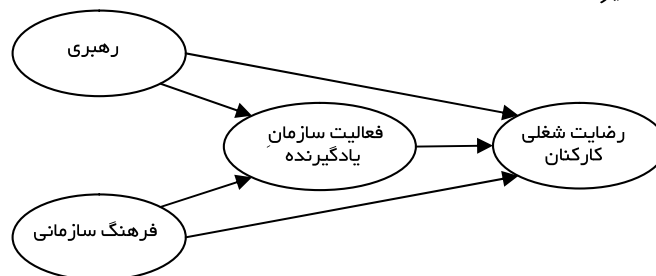 رهبری
فعالیت سازمانِ
یادگیرنده
رضایت شغلی
کارکنان
فرهنگ سازمانی